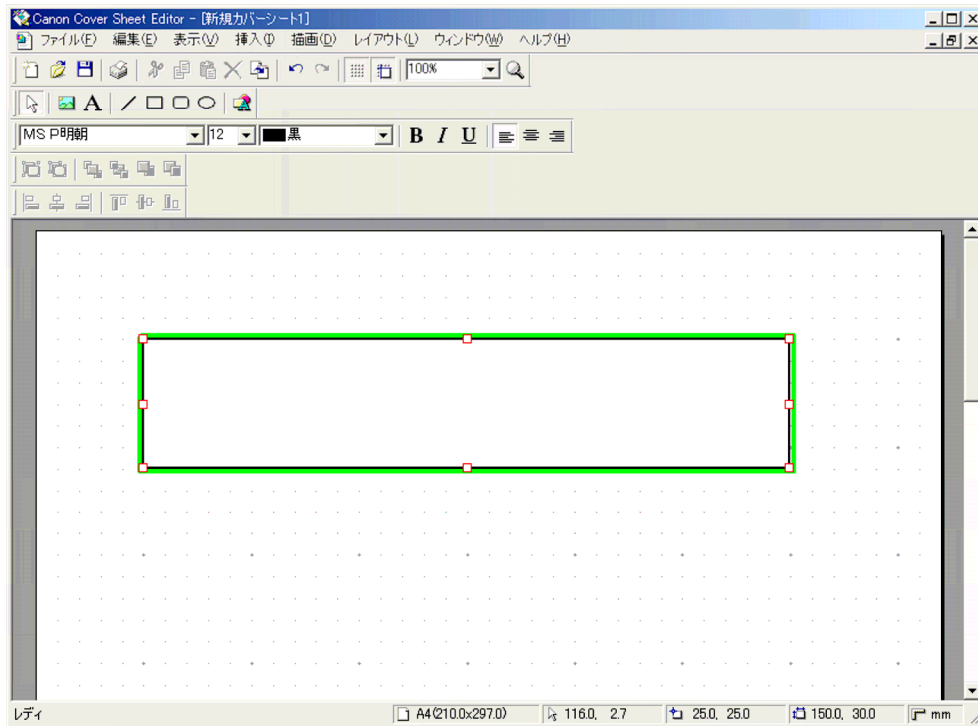 Canon Cover Sheet Editor - [新規カバーシート1]
ファイル(F) 編集(E) 表示(V) 挿入(I) 描画(D) レイアウト(L) ウィンドウ(W) ヘルプ(H)
100%
A
MS P明朝 12 黒 B I U
レディ A4(210.0x297.0) 116.0, 2.7 25.0, 25.0 150.0, 30.0 mm